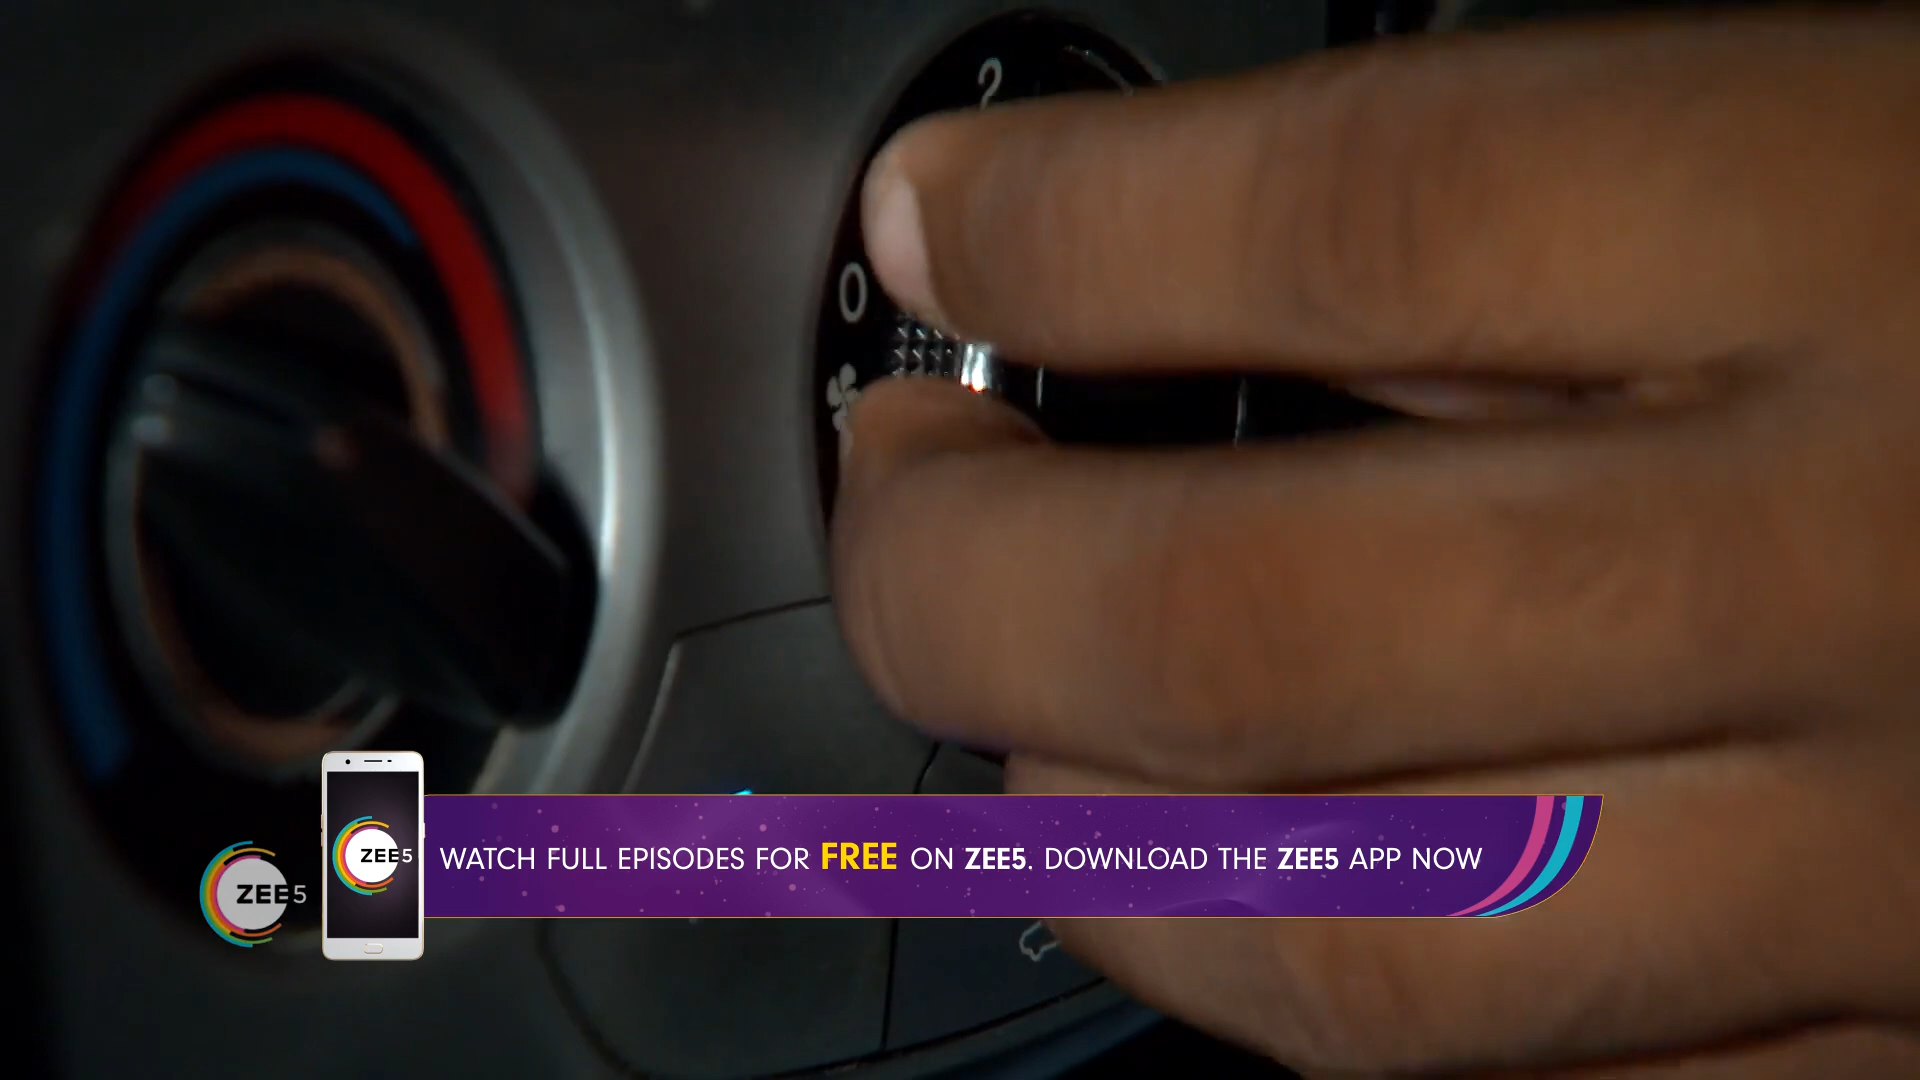 2
0
ZEE5
ZEE5
WATCH FULL EPISODES FOR FREE ON ZEE5. DOWNLOAD THE ZEE5 APP NOW